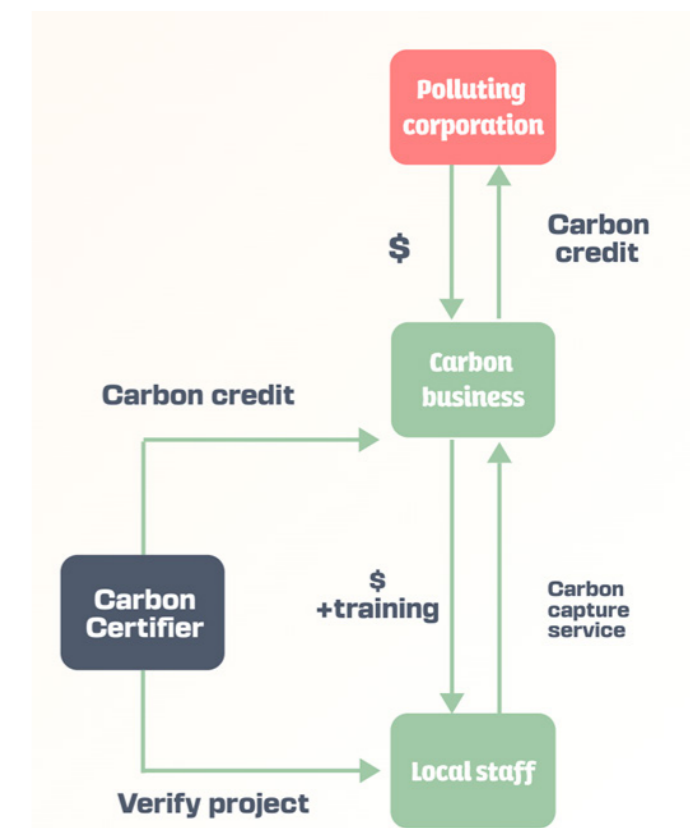 Polluting
corporation
$
Carbon
credit
Carbon
business
Carbon credit
Carbon
Certifier
$
+training
Carbon
capture
service
Local staff
Verify project